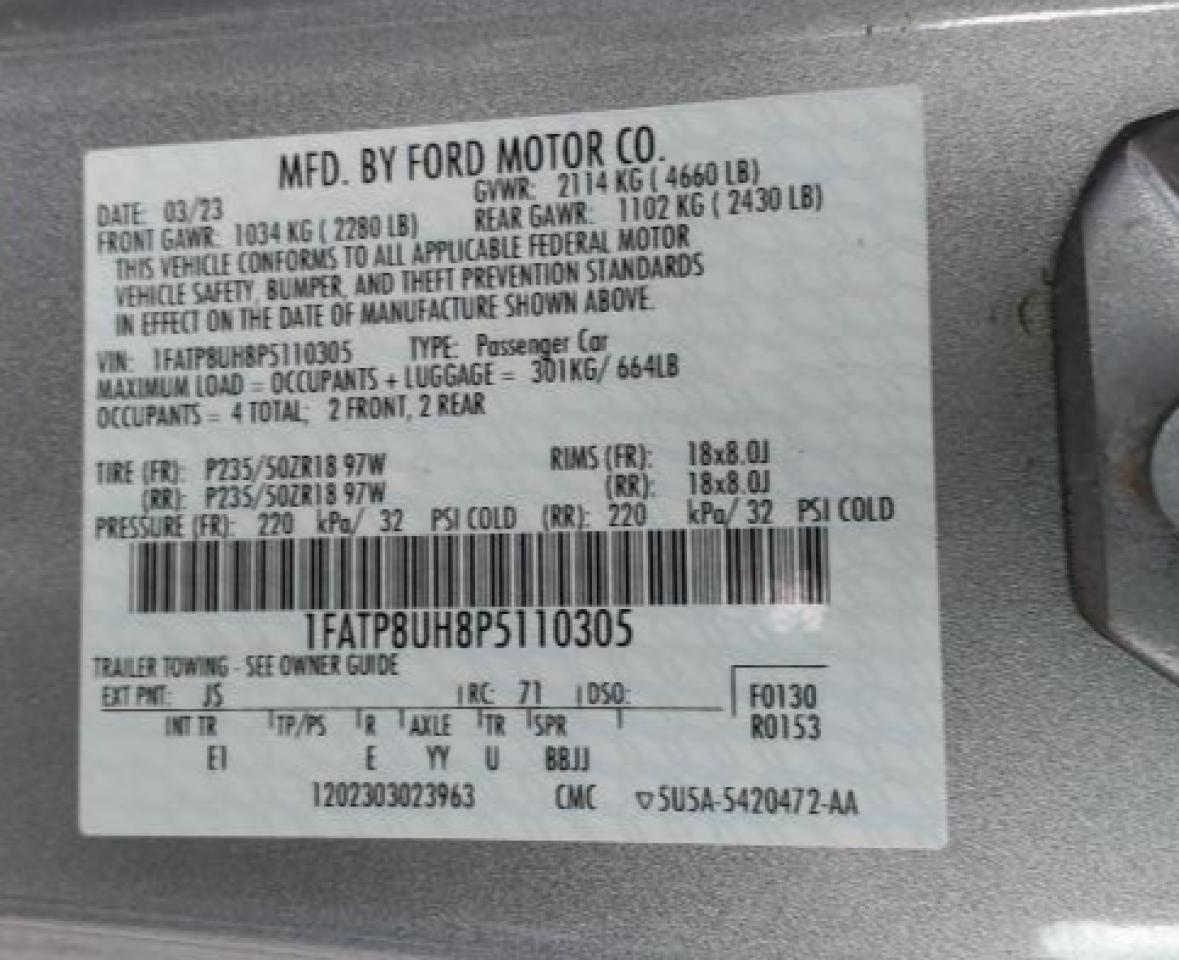 MFD. BY FORD MOTOR CO.
DATE: 03/23 GVWR: 2114 KG ( 4660 LB)
FRONT GAWR: 1034 KG ( 2280 LB) REAR GAWR: 1102 KG ( 2430 LB)
THIS VEHICLE CONFORMS TO ALL APPLICABLE FEDERAL MOTOR
VEHICLE SAFETY, BUMPER, AND THEFT PREVENTION STANDARDS
IN EFFECT ON THE DATE OF MANUFACTURE SHOWN ABOVE.
VIN: 1FATP8UH8P5110305 TYPE: Passenger Car
MAXIMUM LOAD = OCCUPANTS + LUGGAGE = 301KG/ 664LB
OCCUPANTS = 4 TOTAL; 2 FRONT, 2 REAR
TIRE (FR): P235/50ZR18 97W RIMS (FR): 18x8.0J
(RR): P235/50ZR18 97W (RR): 18x8.0J
PRESSURE (FR): 220 kPa/ 32 PSI COLD (RR): 220 kPa/ 32 PSI COLD
1FATP8UH8P5110305
TRAILER TOWING - SEE OWNER GUIDE
EXT PNT: JS RC: 71 DSO: F0130
INT TR TP/PS R AXLE TR SPR R0153
EI E YY U BBJJ
1202303023963 CMC ▽5U5A-5420472-AA